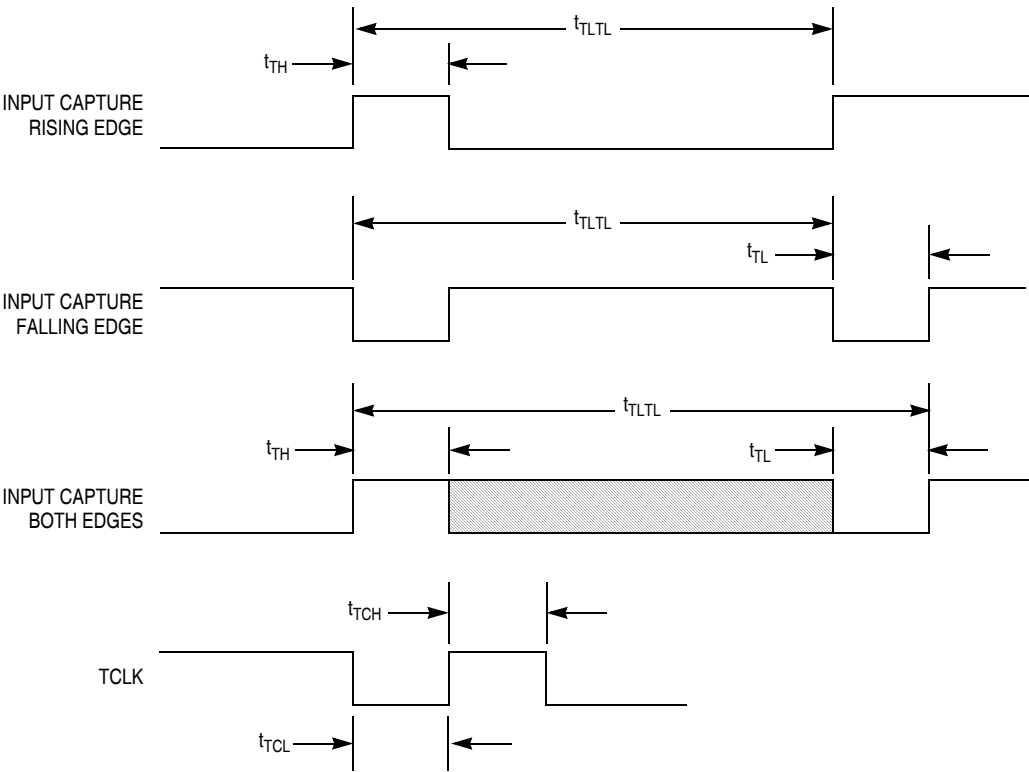 tTLTL
tTH
INPUT CAPTURE
RISING EDGE
tTLTL
tTL
INPUT CAPTURE
FALLING EDGE
tTLTL
tTH
tTL
INPUT CAPTURE
BOTH EDGES
tTCH
TCLK
tTCL